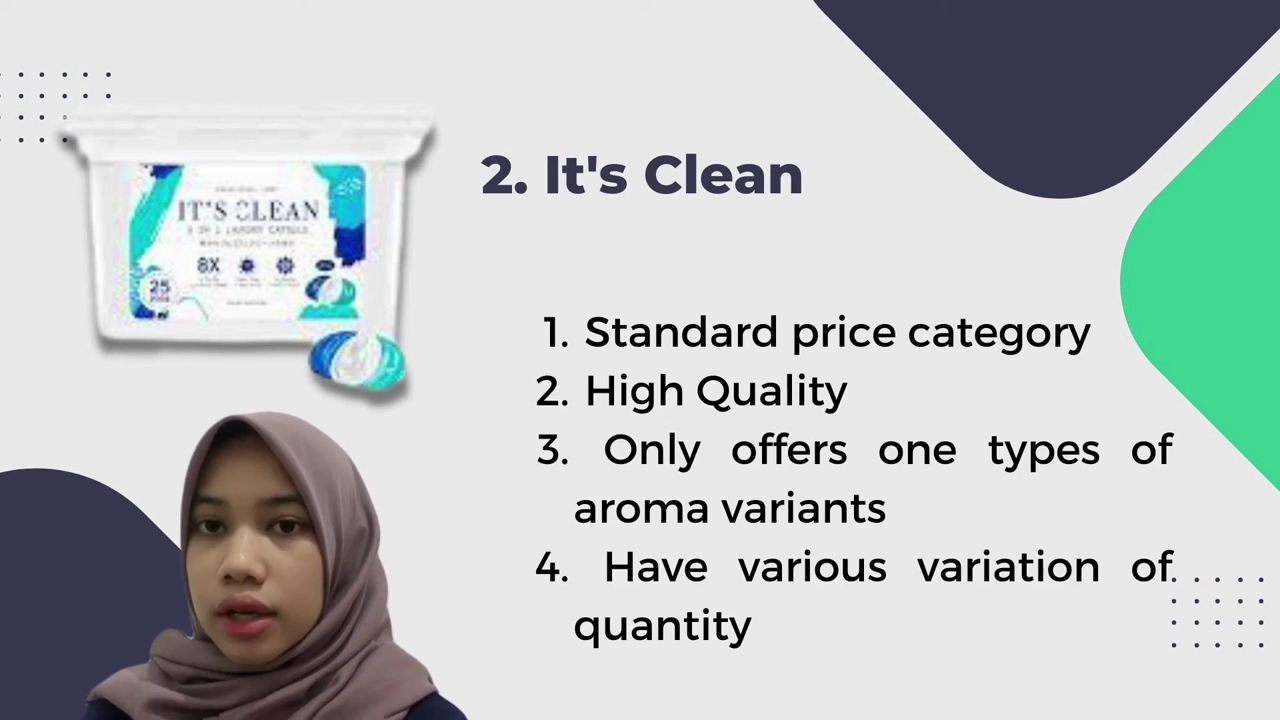 IT'S CLEAN
8X
25
2. It's Clean
1. Standard price category
2. High Quality
3. Only offers one types of
aroma variants
4. Have various variation of
quantity